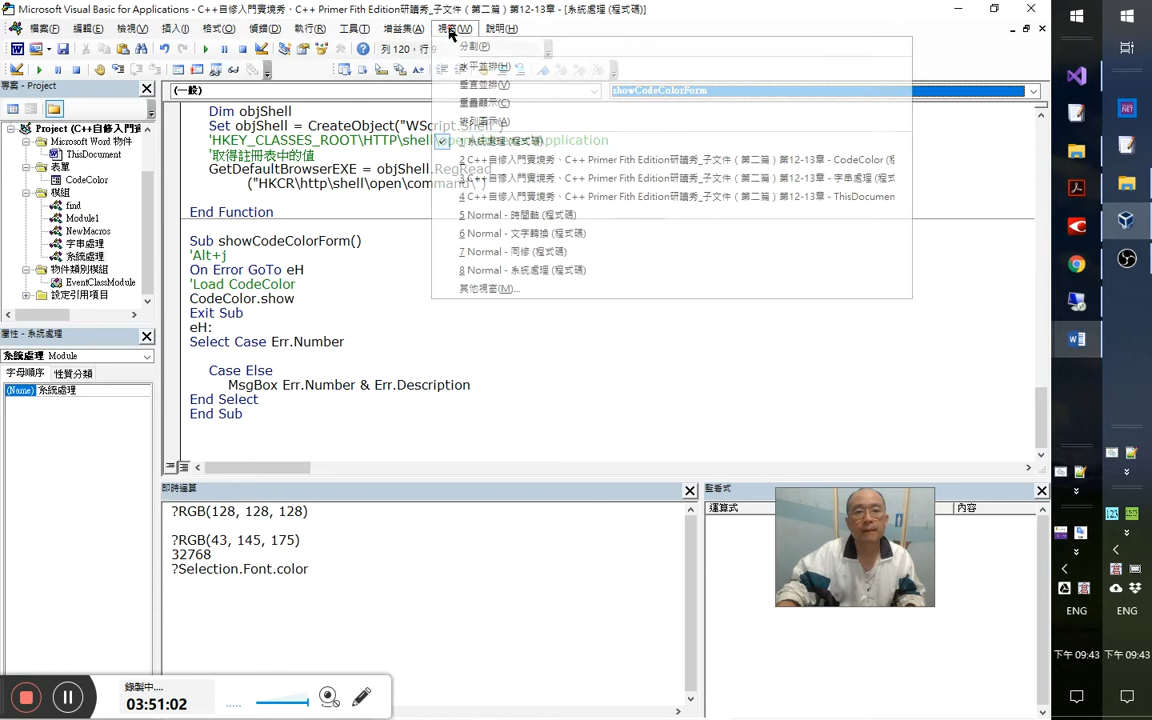 Microsoft Visual Basic for Applications - C++自修入門實境秀、C++ Primer Fith Edition研讀秀_子文件 ( 第二篇 ) 第12-13章 - [系統處理 (程式碼)]
檔案(F) 編輯(E) 檢視(V) 插入(I) 格式(O) 偵錯(D) 執行(R) 工具(T) 增益集(A) 視窗(W) 說明(H)
列 120，行 9
專案 - Project
Project (C++自修入門實
Microsoft Word 物件
ThisDocument
表單
CodeColor
模組
find
Module1
NewMacros
字串處理
系統處理
物件類別模組
EventClassModule
設定引用項目
屬性 - 系統處理
系統處理 Module
字母順序 性質分類
(Name) 系統處理
(一般)
showCodeColorForm
分割(P)
水平並排(H)
垂直並排(V)
重疊顯示(C)
排列圖示(A)
1 系統處理 (程式碼)
2 C++自修入門實境秀、C++ Primer Fith Edition研讀秀_子文件 ( 第二篇 ) 第12-13章 - CodeColor (程
3 C++自修入門實境秀、C++ Primer Fith Edition研讀秀_子文件 ( 第二篇 ) 第12-13章 - 字串處理 (程式
4 C++自修入門實境秀、C++ Primer Fith Edition研讀秀_子文件 ( 第二篇 ) 第12-13章 - ThisDocumen
5 Normal - 時間軸 (程式碼)
6 Normal - 文字轉換 (程式碼)
7 Normal - 同修 (程式碼)
8 Normal - 系統處理 (程式碼)
其他視窗(M)...
Dim objShell
Set objShell = CreateObject("WScript.Shell")
'HKEY_CLASSES_ROOT\HTTP\shell\open\ddeexec\Application
'取得註冊表中的值
GetDefaultBrowserEXE = objShell.RegRead
("HKCR\http\shell\open\command\")
End Function
Sub showCodeColorForm()
'Alt+j
On Error GoTo eH
'Load CodeColor
CodeColor.show
Exit Sub
eH:
Select Case Err.Number
Case Else
MsgBox Err.Number & Err.Description
End Select
End Sub
即時運算
?RGB(128, 128, 128)
?RGB(43, 145, 175)
32768
?Selection.Font.color
監看式
運算式 內容
錄製中....
03:51:02
ENG ENG
下午 09:43 下午 09:43